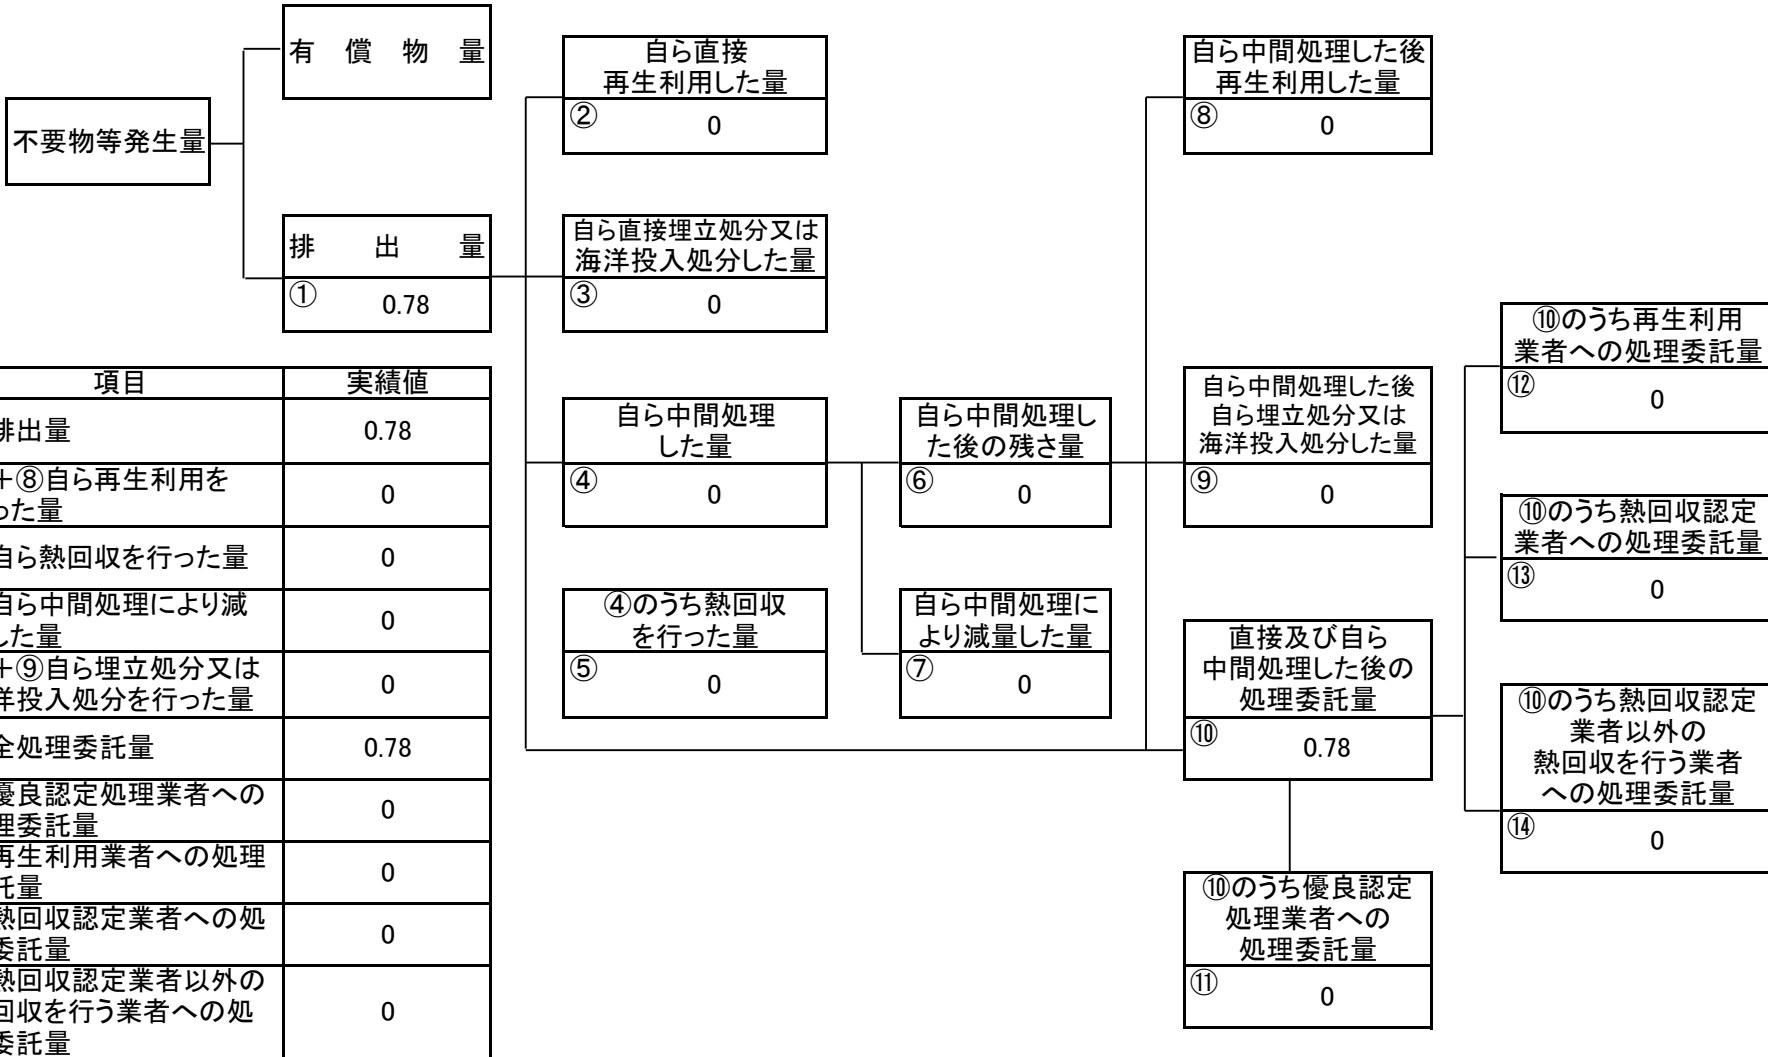 有償物量
不要物等発生量
排出量
①
0.78
自ら直接
再生利用した量
②
0
自ら直接埋立処分又は
海洋投入処分した量
③
0
自ら中間処理
した量
④
0
④のうち熱回収
を行った量
⑤
0
自ら中間処理し
た後の残さ量
⑥
0
自ら中間処理に
より減量した量
⑦
0
自ら中間処理した後
再生利用した量
⑧
0
自ら中間処理した後
自ら埋立処分又は
海洋投入処分した量
⑨
0
直接及び自ら
中間処理した後の
処理委託量
⑩
0.78
⑩のうち優良認定
処理業者への
処理委託量
⑪
0
⑩のうち再生利用
業者への処理委託量
⑫
0
⑩のうち熱回収認定
業者への処理委託量
⑬
0
⑩のうち熱回収認定
業者以外の
熱回収を行う業者
への処理委託量
⑭
0
項目 実績値
排出量 0.78
＋⑧自ら再生利用を
った量
0
自ら熱回収を行った量 0
自ら中間処理により減
した量
0
＋⑨自ら埋立処分又は
洋投入処分を行った量
0
全処理委託量 0.78
優良認定処理業者への
理委託量
0
再生利用業者への処理
託量
0
熱回収認定業者への処
委託量
0
熱回収認定業者以外の
回収を行う業者への処
委託量
0